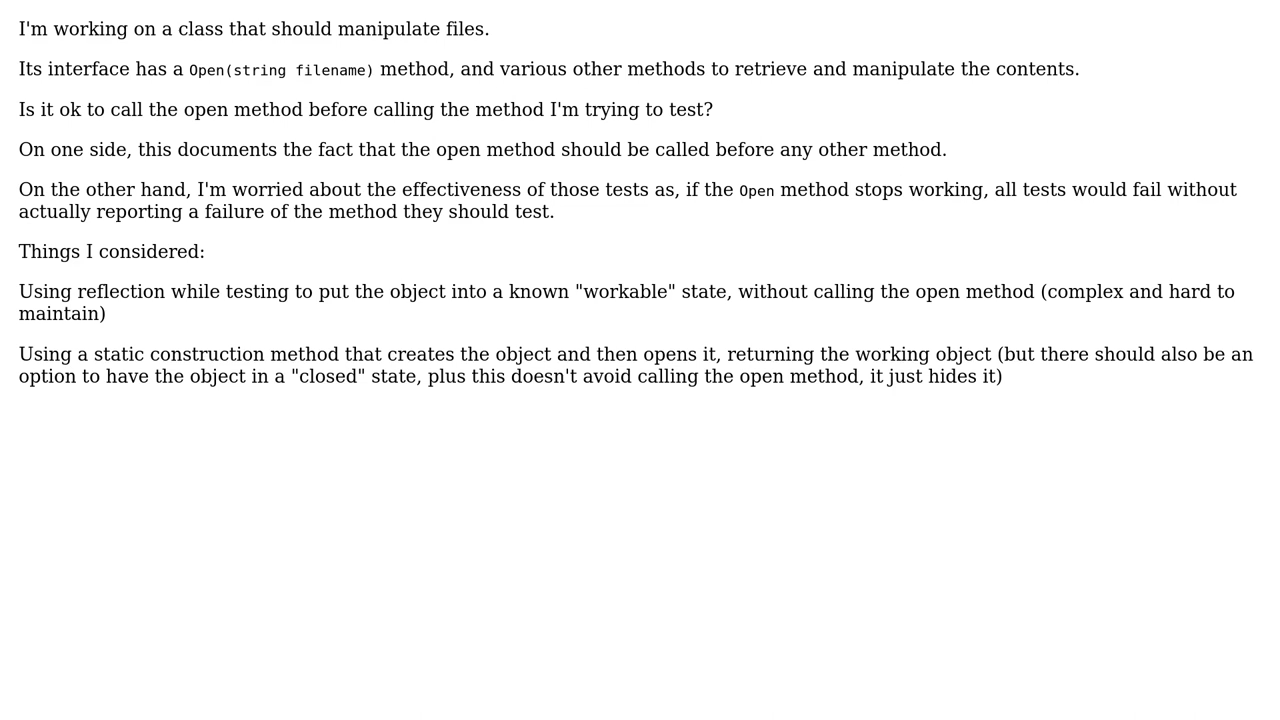 I'm working on a class that should manipulate files.
Its interface has a Open(string filename) method, and various other methods to retrieve and manipulate the contents.
Is it ok to call the open method before calling the method I'm trying to test?
On one side, this documents the fact that the open method should be called before any other method.
On the other hand, I'm worried about the effectiveness of those tests as, if the Open method stops working, all tests would fail without
actually reporting a failure of the method they should test.
Things I considered:
Using reflection while testing to put the object into a known "workable" state, without calling the open method (complex and hard to
maintain)
Using a static construction method that creates the object and then opens it, returning the working object (but there should also be an
option to have the object in a "closed" state, plus this doesn't avoid calling the open method, it just hides it)